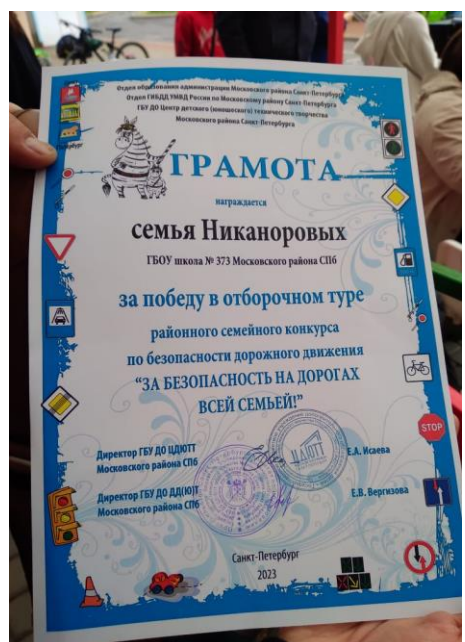 Отдел образования администрации Московского района Санкт-Петербурга
Отдел ГИБДД УМВД России по Московскому району Санкт-Петербурга
ГБУ ДО Центр детского (юношеского) технического творчества
Московского района Санкт-Петербурга
ГРАМОТА
награждается
семья Никаноровых
ГБОУ школа № 373 Московского района СПб
за победу в отборочном туре
районного семейного конкурса
по безопасности дорожного движения
“ЗА БЕЗОПАСНОСТЬ НА ДОРОГАХ
ВСЕЙ СЕМЬЕЙ!”
STOP
Директор ГБУ ДО ЦДЮТТ
Московского района СПб
ЦДЮТТ
Е.А. Исаева
Директор ГБУ ДО ДД(Ю)Т
Московского района СПб
Е.В. Вергизова
Санкт-Петербург
2023